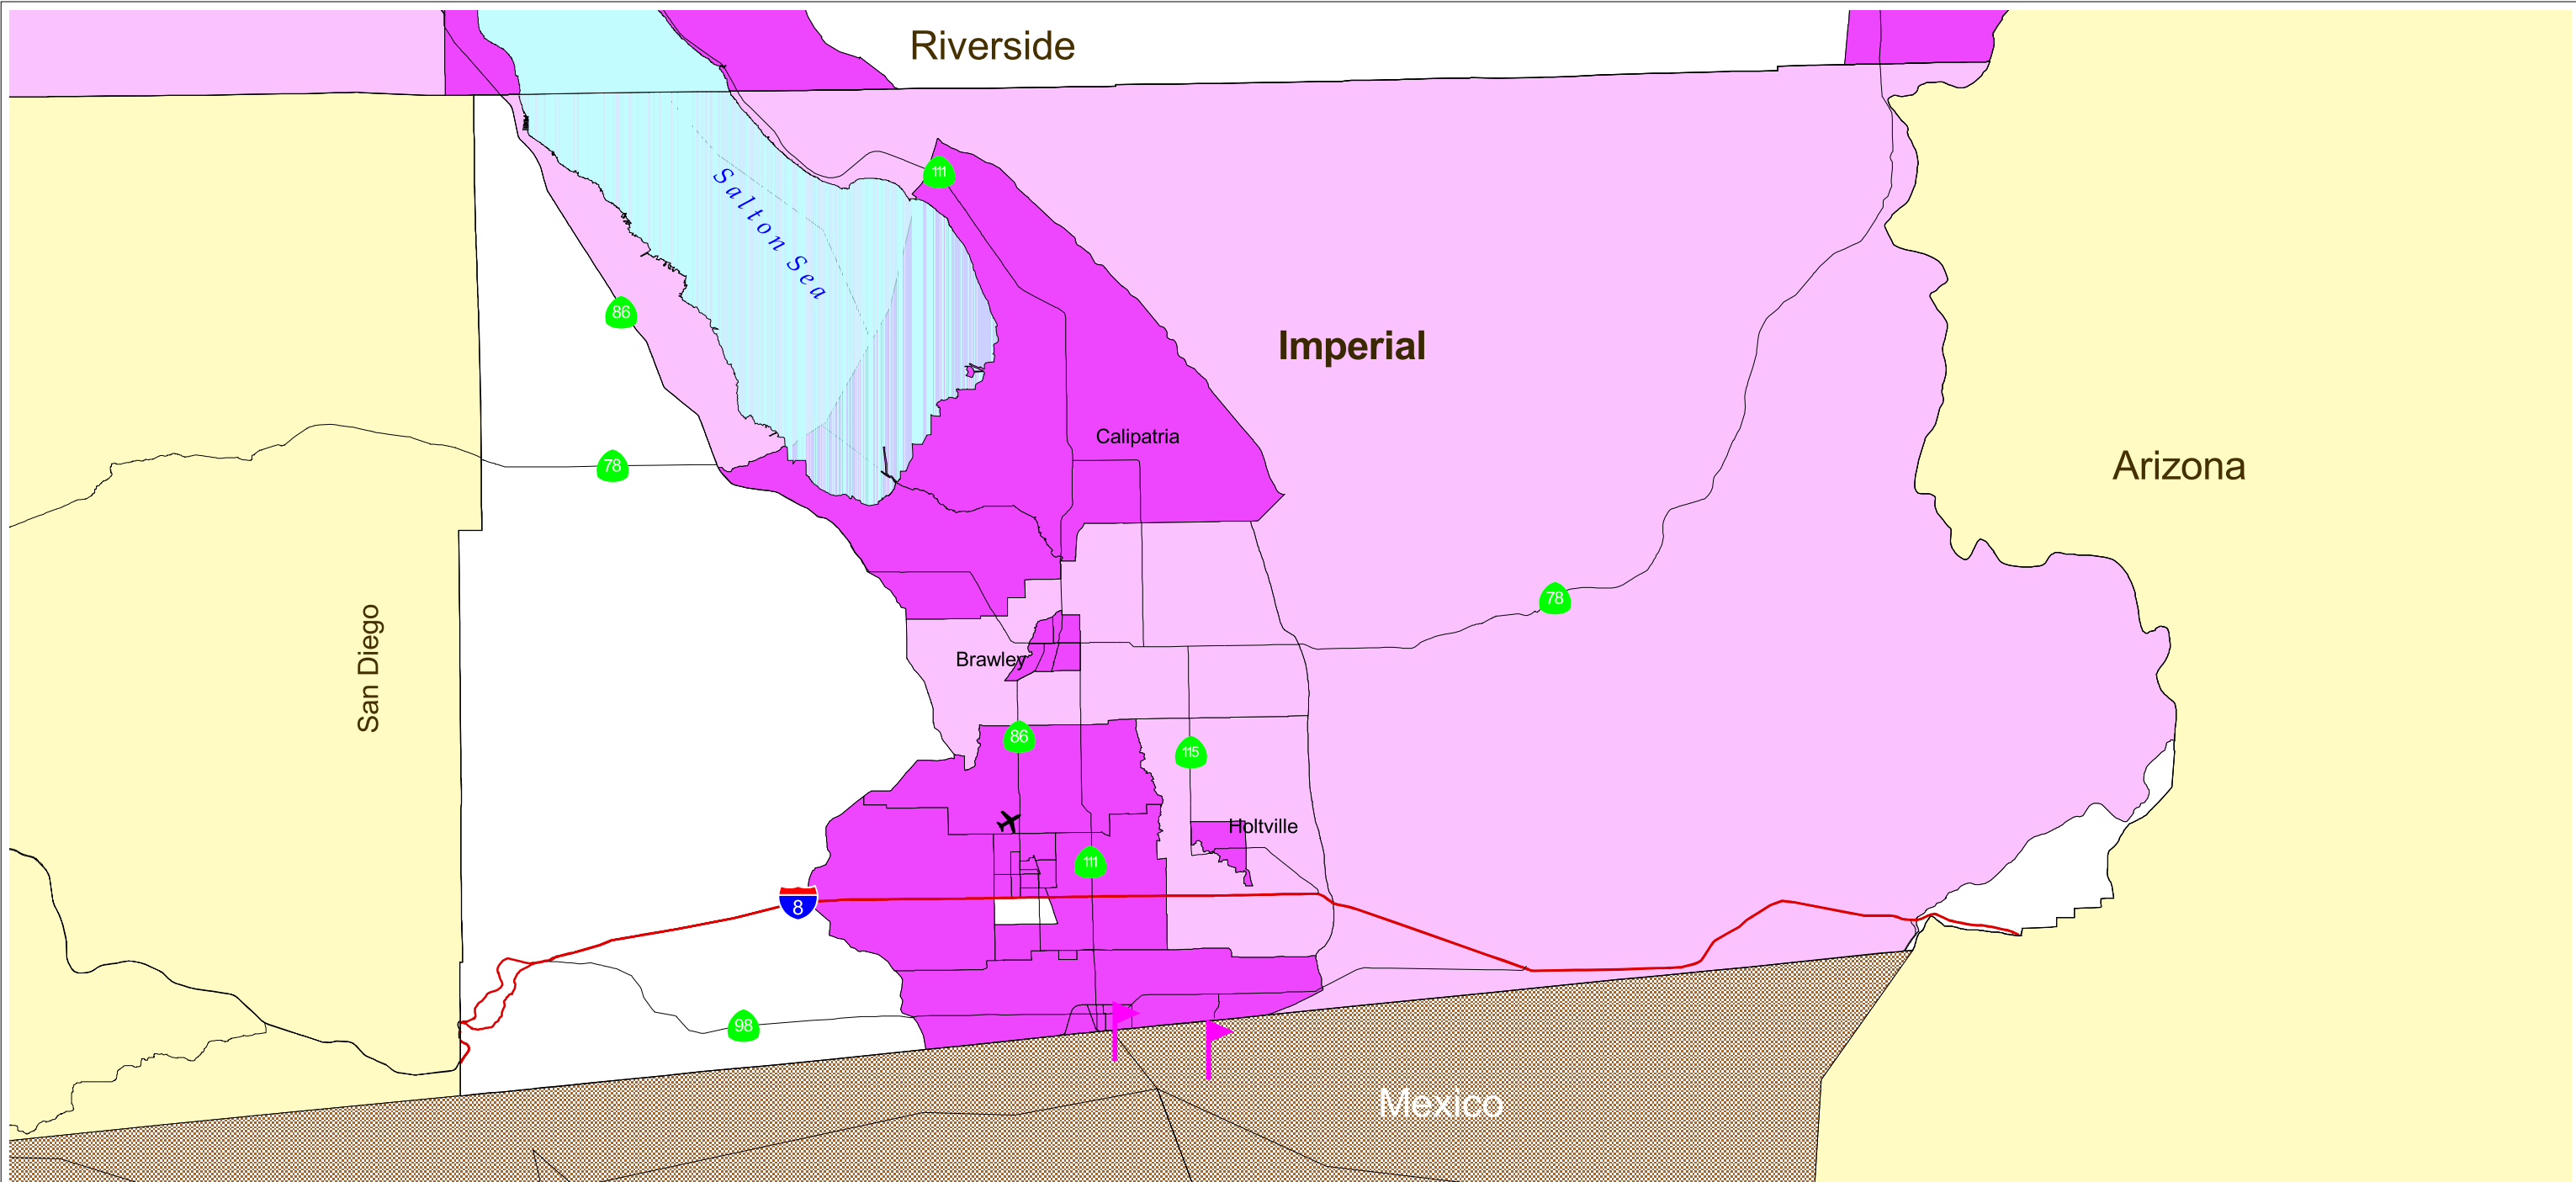 Riverside
111
Salton Sea
86
Imperial
Calipatria
78
Arizona
78
San Diego
Brawley
86
115
Holtville
111
8
98
Mexico